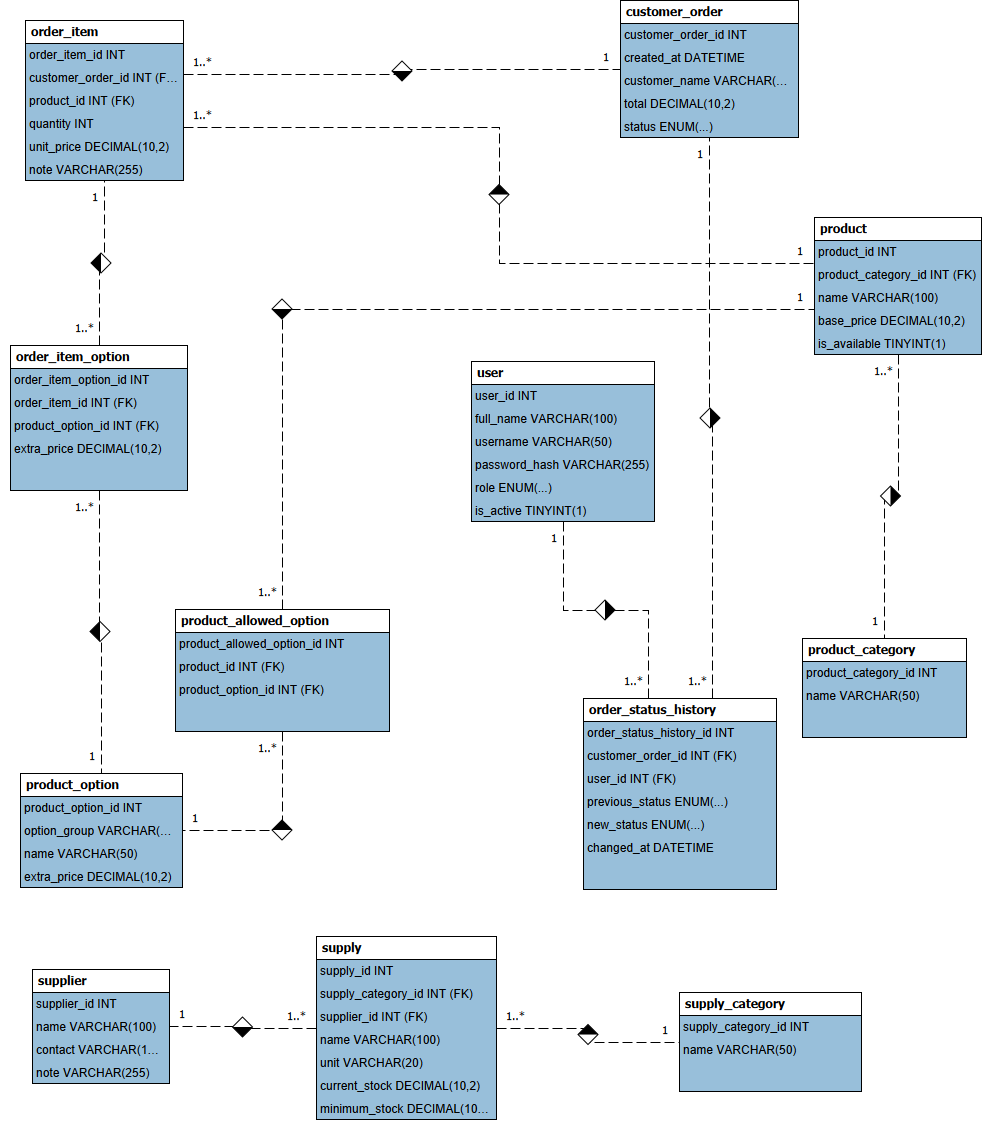 order_item
order_item_id INT
customer_order_id INT (F...
product_id INT (FK)
quantity INT
unit_price DECIMAL(10,2)
note VARCHAR(255)
1..*
1
customer_order
customer_order_id INT
created_at DATETIME
customer_name VARCHAR(...
total DECIMAL(10,2)
status ENUM(...)
1..*
1
1
product
product_id INT
product_category_id INT (FK)
name VARCHAR(100)
base_price DECIMAL(10,2)
is_available TINYINT(1)
1
1
1..*
1..*
order_item_option
order_item_option_id INT
order_item_id INT (FK)
product_option_id INT (FK)
extra_price DECIMAL(10,2)
1..*
user
user_id INT
full_name VARCHAR(100)
username VARCHAR(50)
password_hash VARCHAR(255)
role ENUM(...)
is_active TINYINT(1)
1
1..*
product_allowed_option
product_allowed_option_id INT
product_id INT (FK)
product_option_id INT (FK)
1..*
1
product_category
product_category_id INT
name VARCHAR(50)
1..*
1..*
order_status_history
order_status_history_id INT
customer_order_id INT (FK)
user_id INT (FK)
previous_status ENUM(...)
new_status ENUM(...)
changed_at DATETIME
1
product_option
product_option_id INT
option_group VARCHAR(...
name VARCHAR(50)
extra_price DECIMAL(10,2)
1
supplier
supplier_id INT
name VARCHAR(100)
contact VARCHAR(1...
note VARCHAR(255)
1
1..*
supply
supply_id INT
supply_category_id INT (FK)
supplier_id INT (FK)
name VARCHAR(100)
unit VARCHAR(20)
current_stock DECIMAL(10,2)
minimum_stock DECIMAL(10...
1..*
1
supply_category
supply_category_id INT
name VARCHAR(50)